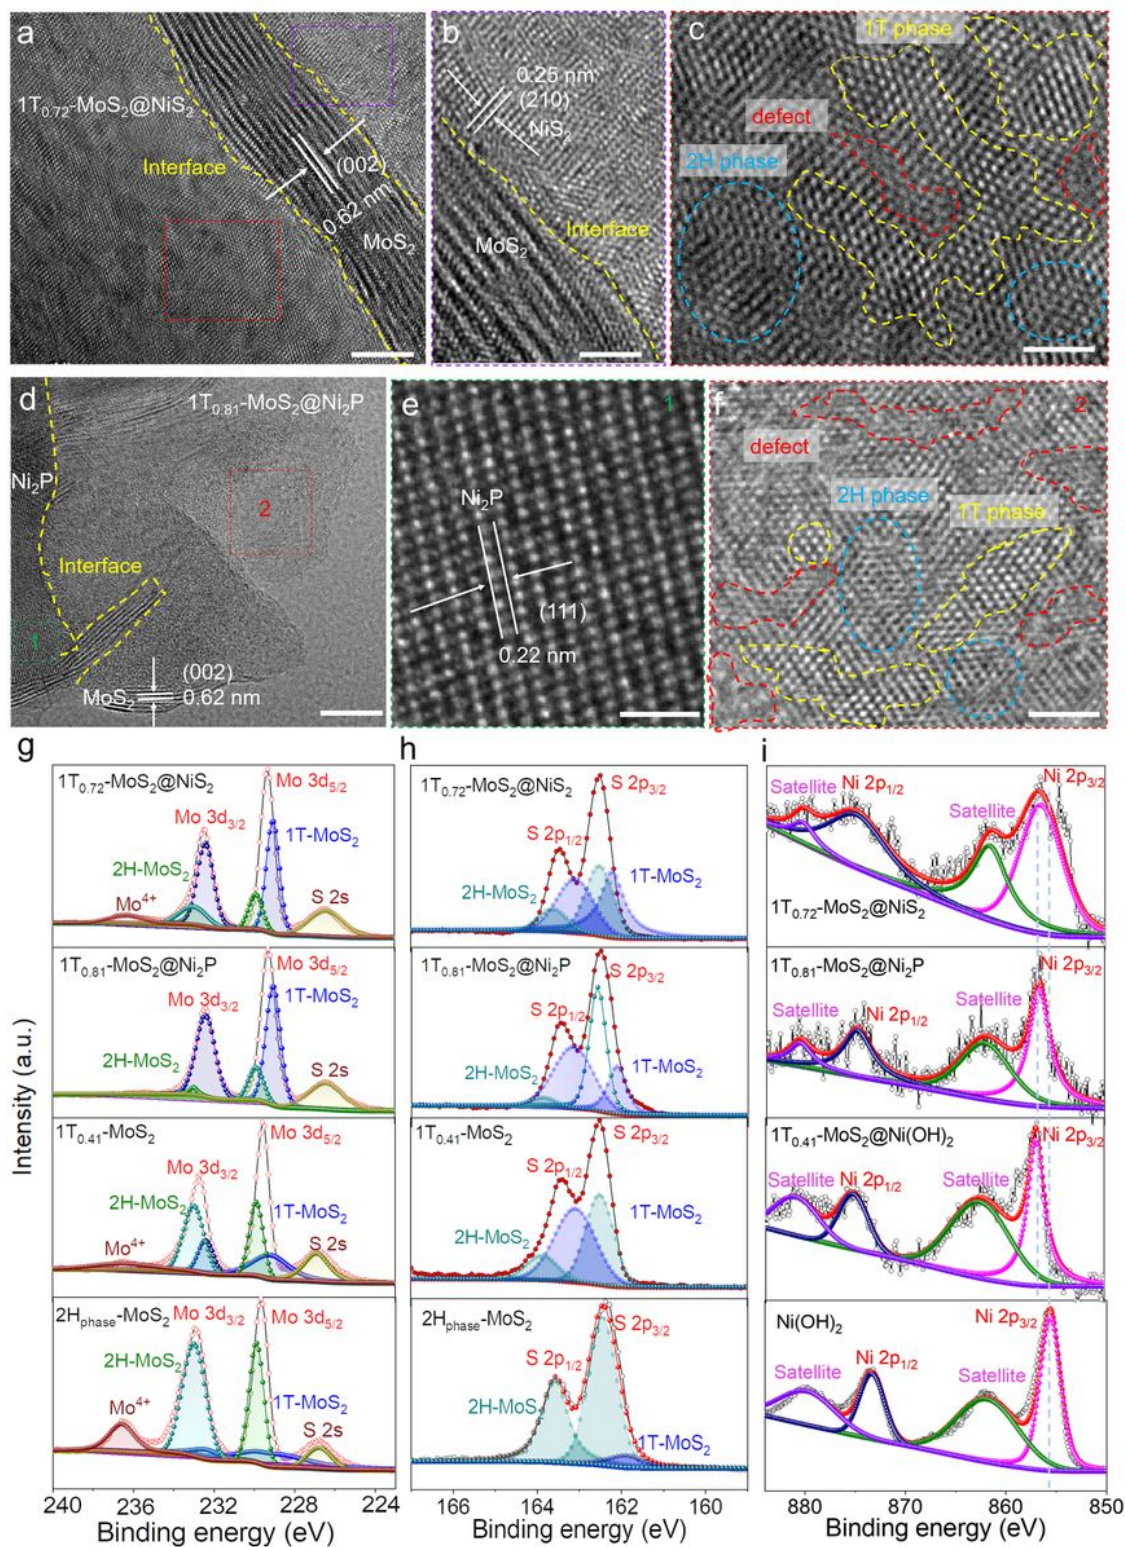 a
1T0.72-MoS2@NiS2
Interface
(002)
0.62 nm
MoS2
b
0.25 nm
(210)
NiS2
Interface
MoS2
c
1T phase
defect
2H phase
d
1T0.81-MoS2@Ni2P
Ni2P
2
Interface
1
(002)
MoS2
0.62 nm
e
1
Ni2P
(111)
0.22 nm
f
2
defect
2H phase
1T phase
g
1T0.72-MoS2@NiS2
Mo 3d5/2
Mo 3d3/2
1T-MoS2
2H-MoS2
Mo4+
S 2s
1T0.81-MoS2@Ni2P
Mo 3d5/2
Mo 3d3/2
1T-MoS2
2H-MoS2
S 2s
1T0.41-MoS2
Mo 3d5/2
Mo 3d3/2
2H-MoS2
1T-MoS2
Mo4+
S 2s
2Hphase-MoS2
Mo 3d3/2
Mo 3d5/2
2H-MoS2
1T-MoS2
Mo4+
S 2s
240
236
232
228
224
Binding energy (eV)
Intensity (a.u.)
h
1T0.72-MoS2@NiS2
S 2p3/2
S 2p1/2
2H-MoS2
1T-MoS2
1T0.81-MoS2@Ni2P
S 2p3/2
S 2p1/2
2H-MoS2
1T-MoS2
1T0.41-MoS2
S 2p3/2
S 2p1/2
2H-MoS2
1T-MoS2
2Hphase-MoS2
S 2p3/2
S 2p1/2
2H-MoS
1T-MoS2
166
164
162
160
Binding energy (eV)
i
Satellite
Ni 2p1/2
Satellite
Ni 2p3/2
1T0.72-MoS2@NiS2
1T0.81-MoS2@Ni2P
Ni 2p3/2
Satellite
Ni 2p1/2
Satellite
1T0.41-MoS2@Ni(OH)2
Ni 2p3/2
Satellite
Ni 2p1/2
Satellite
Ni(OH)2
Ni 2p3/2
Satellite
Ni 2p1/2
Satellite
880
870
860
850
Binding energy (eV)